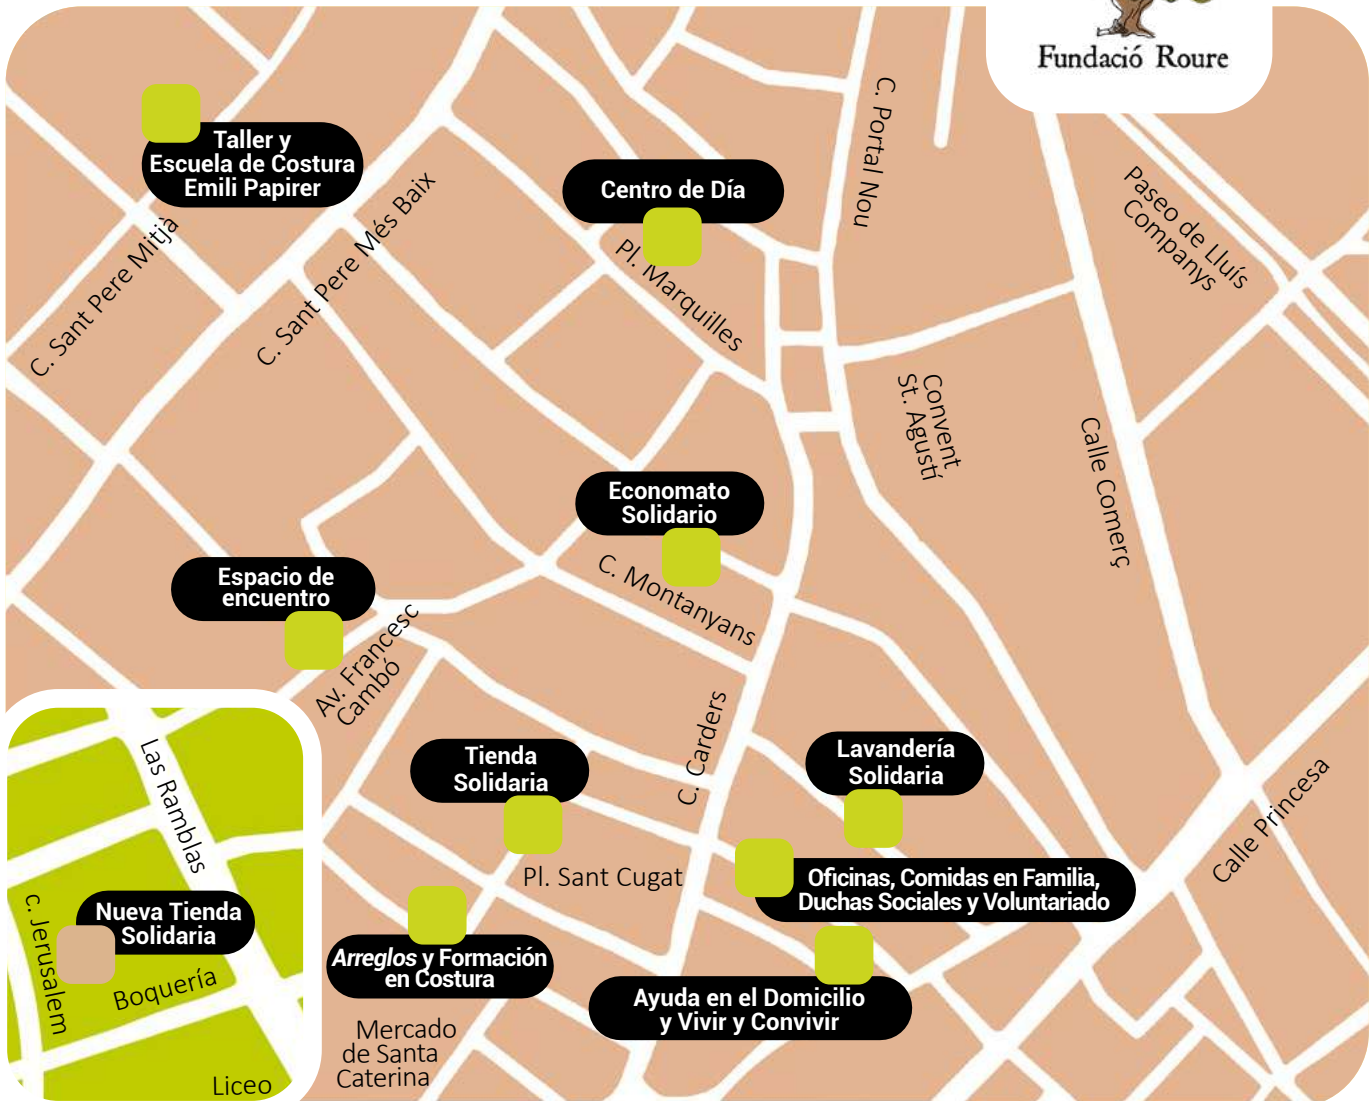 Fundació Roure
Taller y
Escuela de Costura
Emili Papirer
Centro de Día
C. Portal Nou
Paseo de Lluís
Companys
C. Sant Pere Mitjà
C. Sant Pere Més Baix
Pl. Marquilles
Convent
St. Agustí
Calle Comerç
Economato
Solidario
C. Montanyans
Espacio de
encuentro
Av. Francesc
Cambó
C. Carders
Tienda
Solidaria
Lavandería
Solidaria
Calle Princesa
Las Ramblas
Pl. Sant Cugat
Oficinas, Comidas en Familia,
Duchas Sociales y Voluntariado
c. Jerusalem
Nueva Tienda
Solidaria
Boquería
Arreglos y Formación
en Costura
Ayuda en el Domicilio
y Vivir y Convivir
Mercado
de Santa
Caterina
Liceo